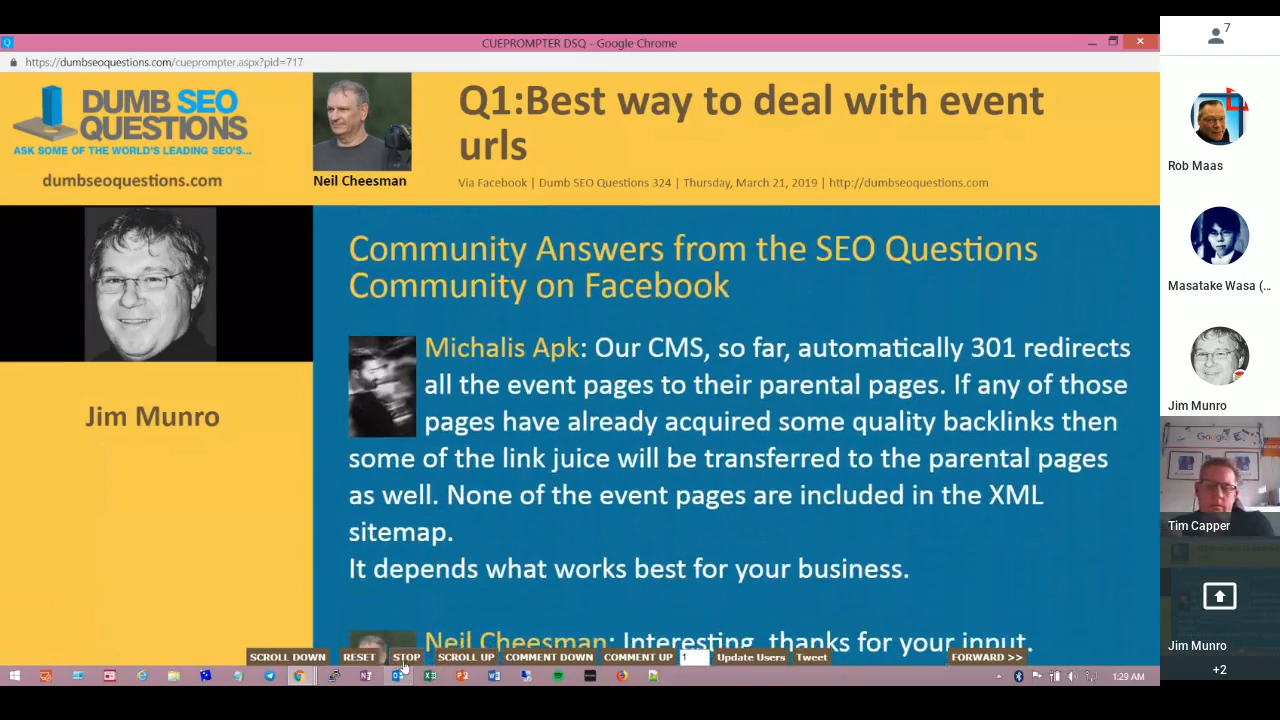 CUEPROMPTER DSQ - Google Chrome
https://dumbseoquestions.com/cueprompter.aspx?pid=717
DUMB SEO
QUESTIONS
ASK SOME OF THE WORLD'S LEADING SEO'S...
dumbseoquestions.com
Neil Cheesman
Q1:Best way to deal with event
urls
Via Facebook | Dumb SEO Questions 324 | Thursday, March 21, 2019 | http://dumbseoquestions.com
Jim Munro
Community Answers from the SEO Questions
Community on Facebook
Michalis Apk: Our CMS, so far, automatically 301 redirects
all the event pages to their parental pages. If any of those
pages have already acquired some quality backlinks then
some of the link juice will be transferred to the parental pages
as well. None of the event pages are included in the XML
sitemap.
It depends what works best for your business.
Neil Cheesman: Interesting, thanks for your input.
SCROLL DOWN RESET STOP SCROLL UP COMMENT DOWN COMMENT UP 1 Update Users Tweet FORWARD >>
1:29 AM
7
Rob Maas
Masatake Wasa (...
Jim Munro
Google
Tim Capper
Jim Munro
+2